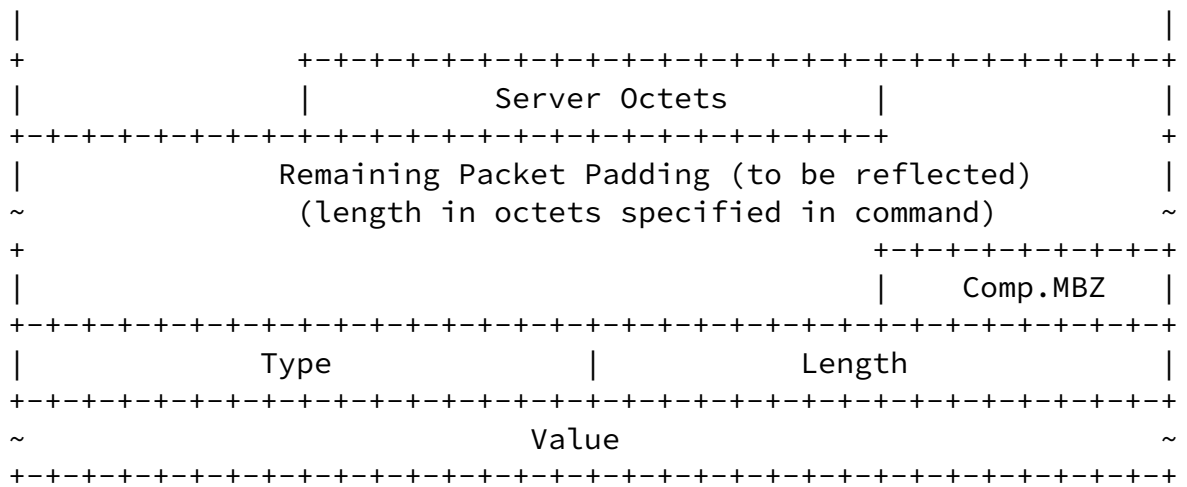 |                                                               |
+               +-+-+-+-+-+-+-+-+-+-+-+-+-+-+-+-+-+-+-+-+-+-+-+-+
|               |          Server Octets        |               |
+-+-+-+-+-+-+-+-+-+-+-+-+-+-+-+-+-+-+-+-+-+-+-+-+               +
|              Remaining Packet Padding (to be reflected)       |
~               (length in octets specified in command)         ~
+                                               +-+-+-+-+-+-+-+-+
|                                               |    Comp.MBZ   |
+-+-+-+-+-+-+-+-+-+-+-+-+-+-+-+-+-+-+-+-+-+-+-+-+-+-+-+-+-+-+-+-+
|             Type              |           Length              |
+-+-+-+-+-+-+-+-+-+-+-+-+-+-+-+-+-+-+-+-+-+-+-+-+-+-+-+-+-+-+-+-+
~                            Value                              ~
+-+-+-+-+-+-+-+-+-+-+-+-+-+-+-+-+-+-+-+-+-+-+-+-+-+-+-+-+-+-+-+-+